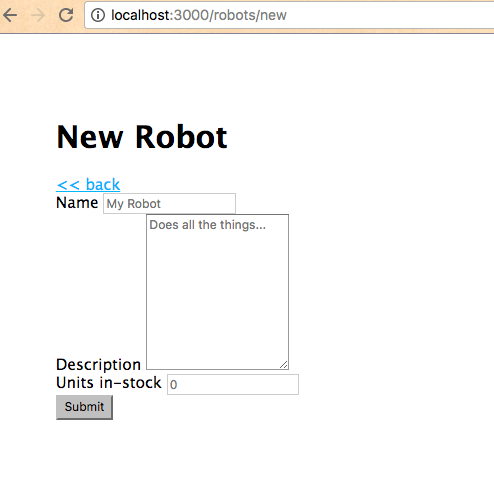 localhost:3000/robots/new
New Robot
<< back
Name My Robot
Does all the things...
Description
Units in-stock 0
Submit